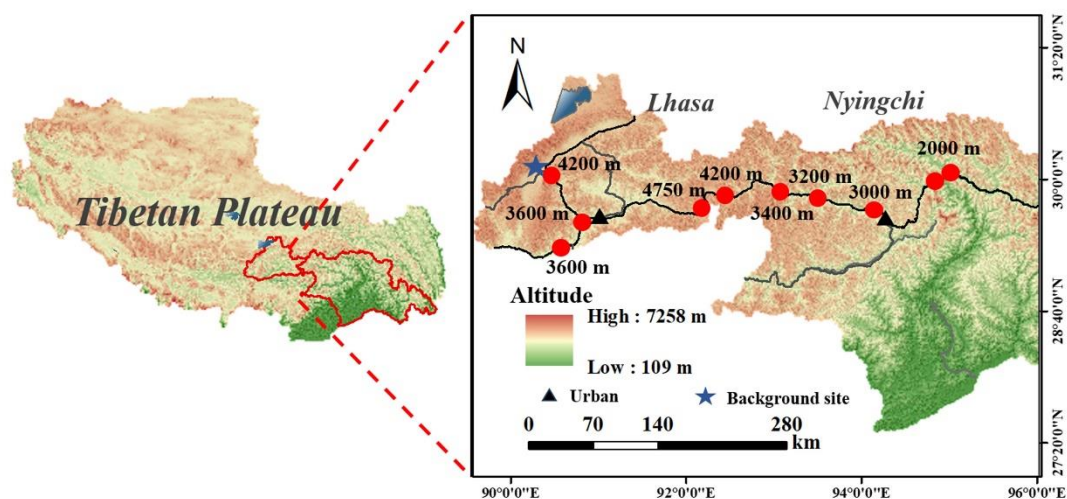 Tibetan Plateau
N
Lhasa
Nyingchi
4200 m
3600 m
3600 m
4750 m
4200 m
3400 m
3200 m
3000 m
2000 m
Altitude
High : 7258 m
Low : 109 m
Urban
Background site
0 70 140 280
km
90°0'0"E 92°0'0"E 94°0'0"E 96°0'0"E
31°20'0"N
30°0'0"N
28°40'0"N
27°20'0"N